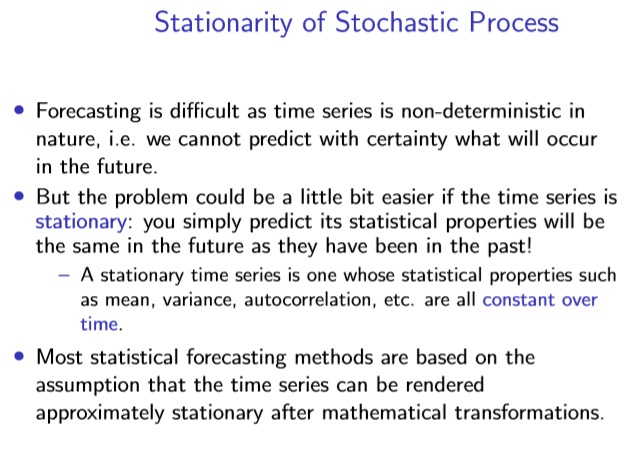 Stationarity of Stochastic Process
• Forecasting is difficult as time series is non-deterministic in
nature, i.e. we cannot predict with certainty what will occur
in the future.
• But the problem could be a little bit easier if the time series is
stationary: you simply predict its statistical properties will be
the same in the future as they have been in the past!
– A stationary time series is one whose statistical properties such
as mean, variance, autocorrelation, etc. are all constant over
time.
• Most statistical forecasting methods are based on the
assumption that the time series can be rendered
approximately stationary after mathematical transformations.